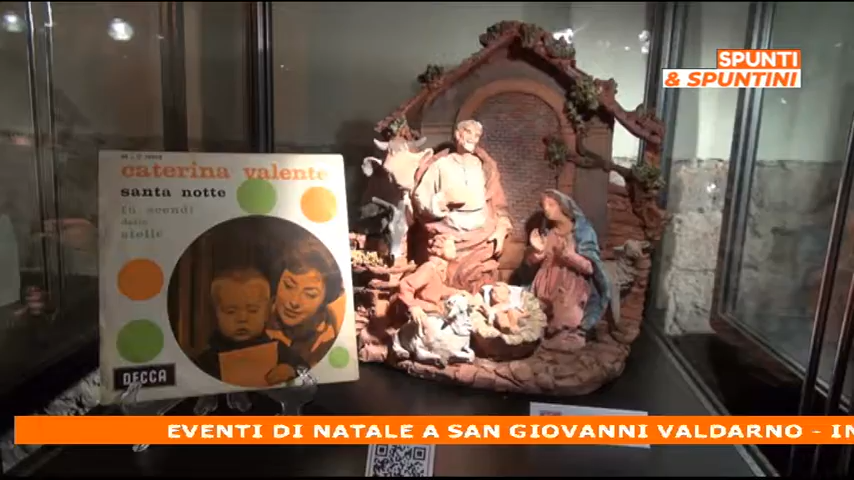 SPUNTI
& SPUNTINI
caterina valente
santa notte
tu scendi
dalle
stelle
DECCA
EVENTI DI NATALE A SAN GIOVANNI VALDARNO - IN